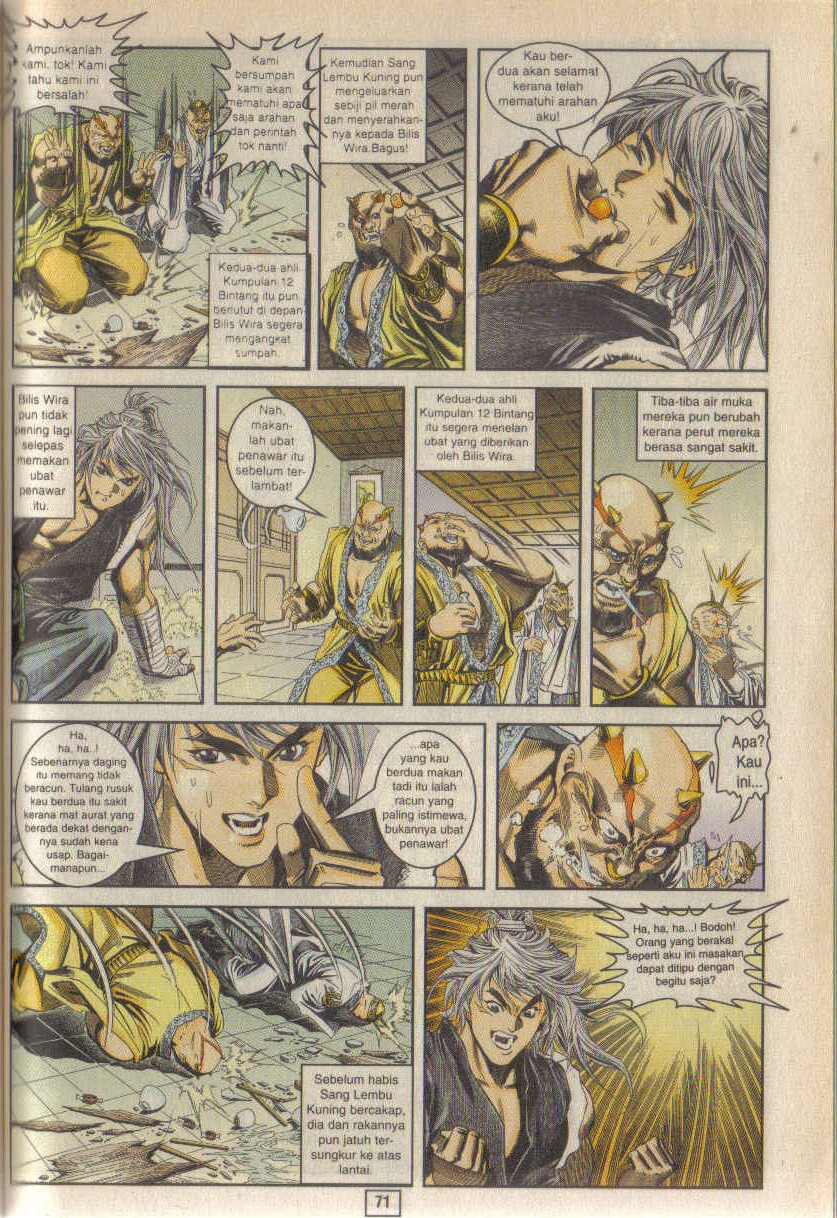 Ampunkanlah
kami, tok! Kami
tahu kami ini
bersalah!
Kami
bersumpah
kami akan
mematuhi apa
saja arahan
dan perintah
tok nanti!
Kedua-dua ahli
Kumpulan 12
Bintang itu pun
berlutut di depan
Bilis Wira segera
mengangkat
sumpah.
Kemudian Sang
Lembu Kuning pun
mengeluarkan
sebiji pil merah
dan menyerahkan-
nya kepada Bilis
Wira.Bagus!
Kau ber-
dua akan selamat
kerana telah
mematuhi arahan
aku!
Bilis Wira
pun tidak
pening lagi
selepas
memakan
ubat
penawar
itu.
Nah,
makan-
lah ubat
penawar itu
sebelum ter-
lambat!
Kedua-dua ahli
Kumpulan 12 Bintang
itu segera menelan
ubat yang diberikan
oleh Bilis Wira.
Tiba-tiba air muka
mereka pun berubah
kerana perut mereka
berasa sangat sakit.
Ha,
ha, ha..!
Sebenarnya daging
itu memang tidak
beracun. Tulang rusuk
kau berdua itu sakit
kerana mat aurat yang
berada dekat dengan-
nya sudah kena
usap. Bagai-
manapun...
...apa
yang kau
berdua makan
tadi itu ialah
racun yang
paling istimewa,
bukannya ubat
penawar!
Apa?
Kau
ini...
Sebelum habis
Sang Lembu
Kuning bercakap,
dia dan rakannya
pun jatuh ter-
sungkur ke atas
lantai.
Ha, ha, ha...! Bodoh!
Orang yang berakal
seperti aku ini masakan
dapat ditipu dengan
begitu saja?
71